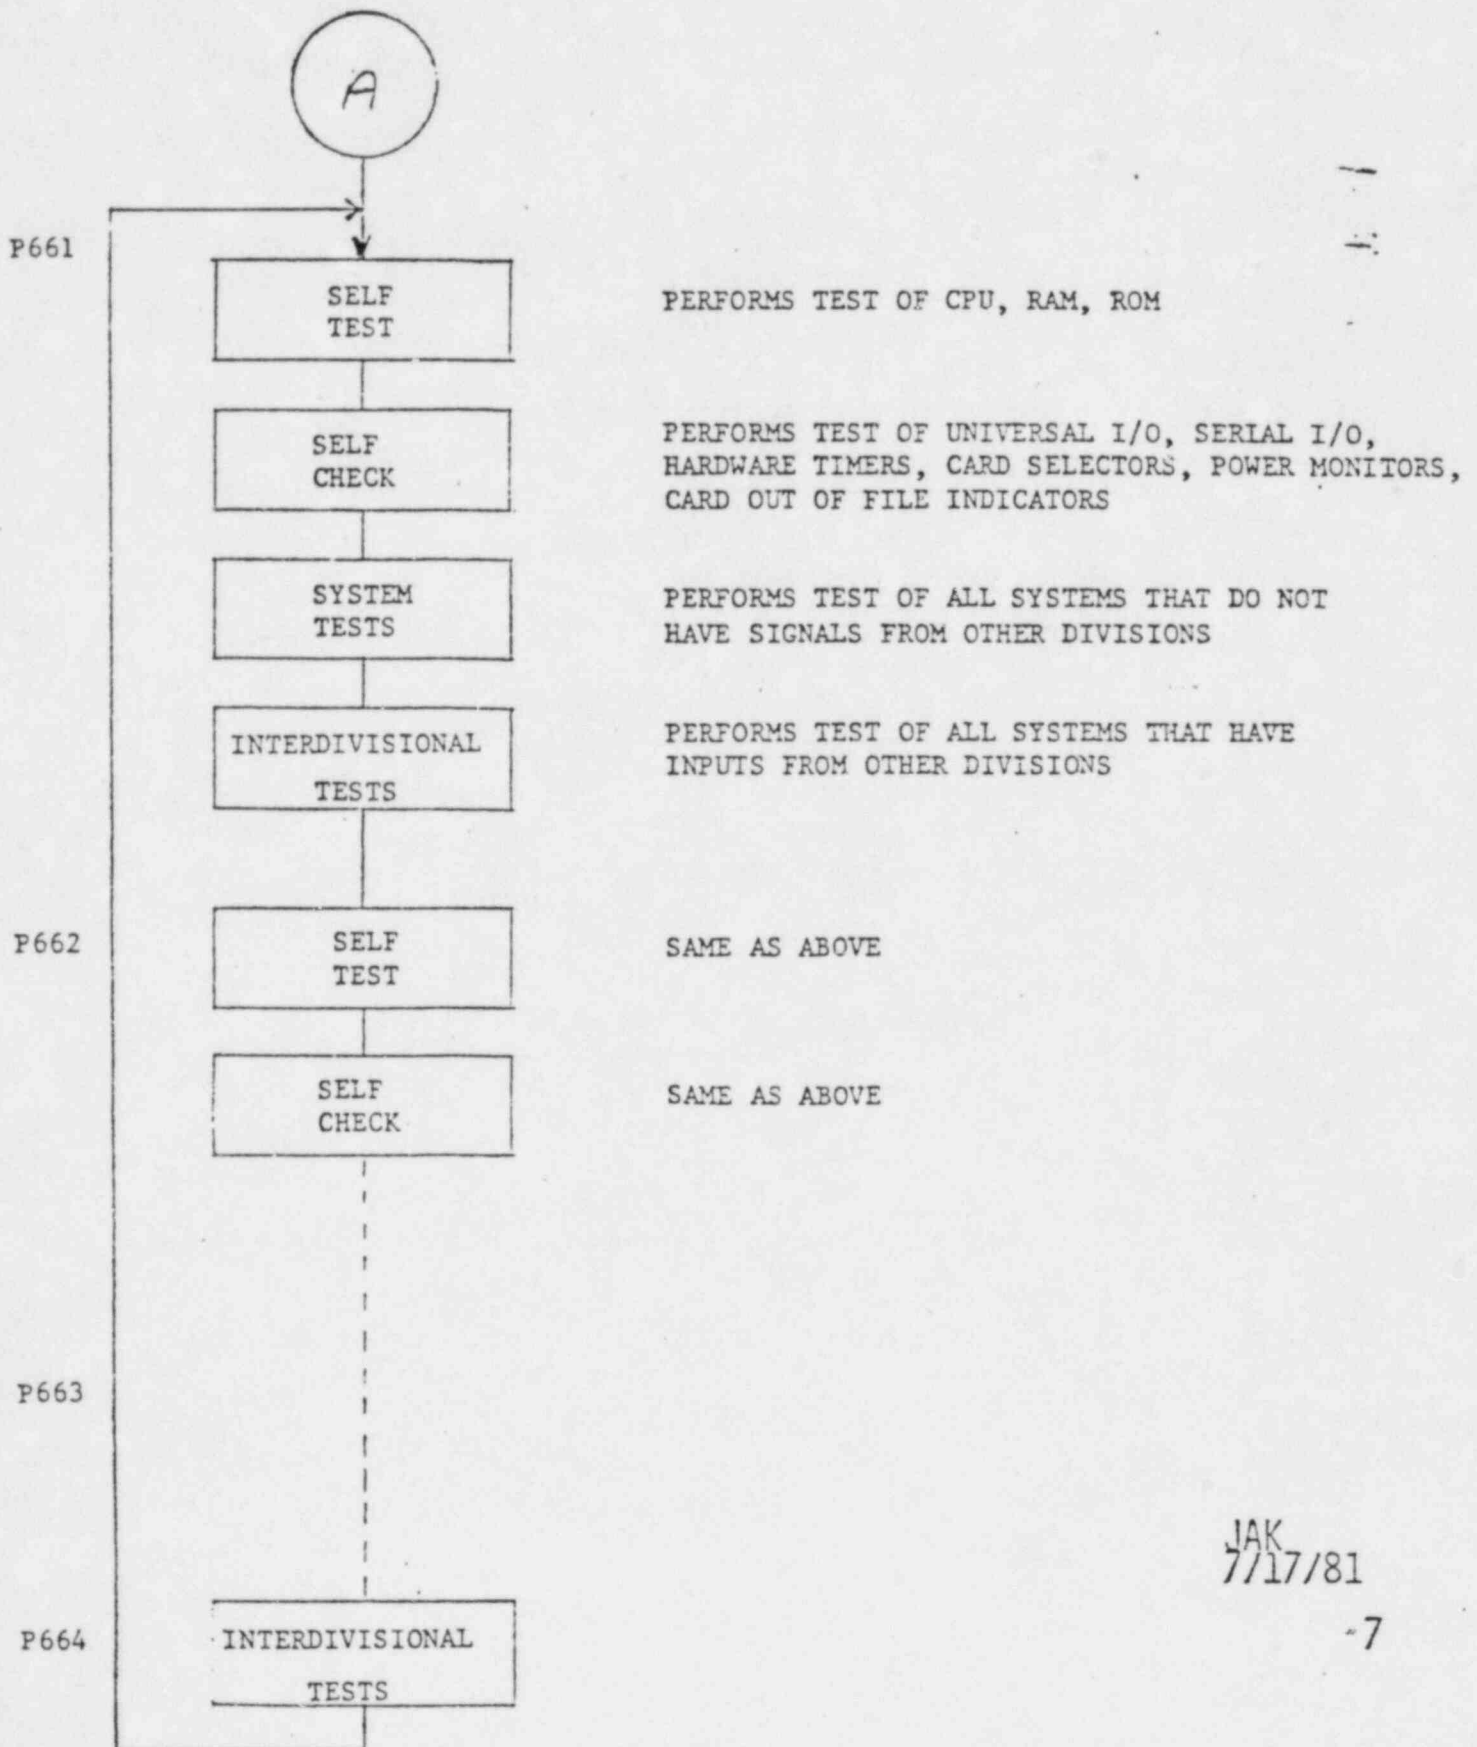 A
P661
SELF
TEST
PERFORMS TEST OF CPU, RAM, ROM
SELF
CHECK
PERFORMS TEST OF UNIVERSAL I/O, SERIAL I/O,
HARDWARE TIMERS, CARD SELECTORS, POWER MONITORS,
CARD OUT OF FILE INDICATORS
SYSTEM
TESTS
PERFORMS TEST OF ALL SYSTEMS THAT DO NOT
HAVE SIGNALS FROM OTHER DIVISIONS
INTERDIVISIONAL
TESTS
PERFORMS TEST OF ALL SYSTEMS THAT HAVE
INPUTS FROM OTHER DIVISIONS
P662
SELF
TEST
SAME AS ABOVE
SELF
CHECK
SAME AS ABOVE
P663
JAK
7/17/81
-7
P664
INTERDIVISIONAL
TESTS